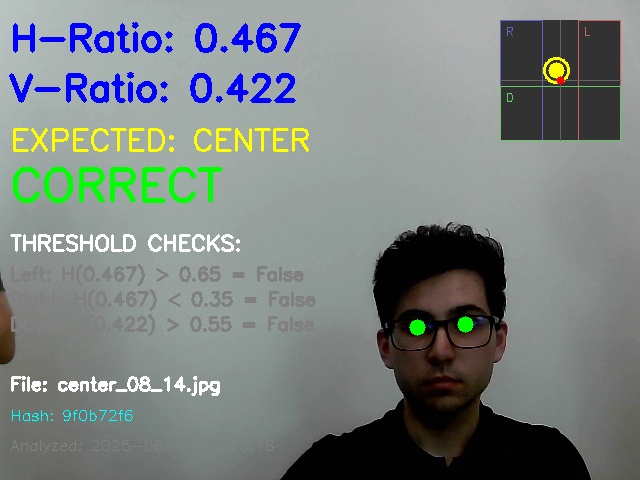 H-Ratio: 0.467
V-Ratio: 0.422
EXPECTED: CENTER
CORRECT
THRESHOLD CHECKS:
Left: H(0.467) > 0.65 = False
Right: H(0.467) < 0.35 = False
(0.422) > 0.55 = False
File: center_08_14.jpg
Hash: 9f0b72f6
Analyzed:
R L
D